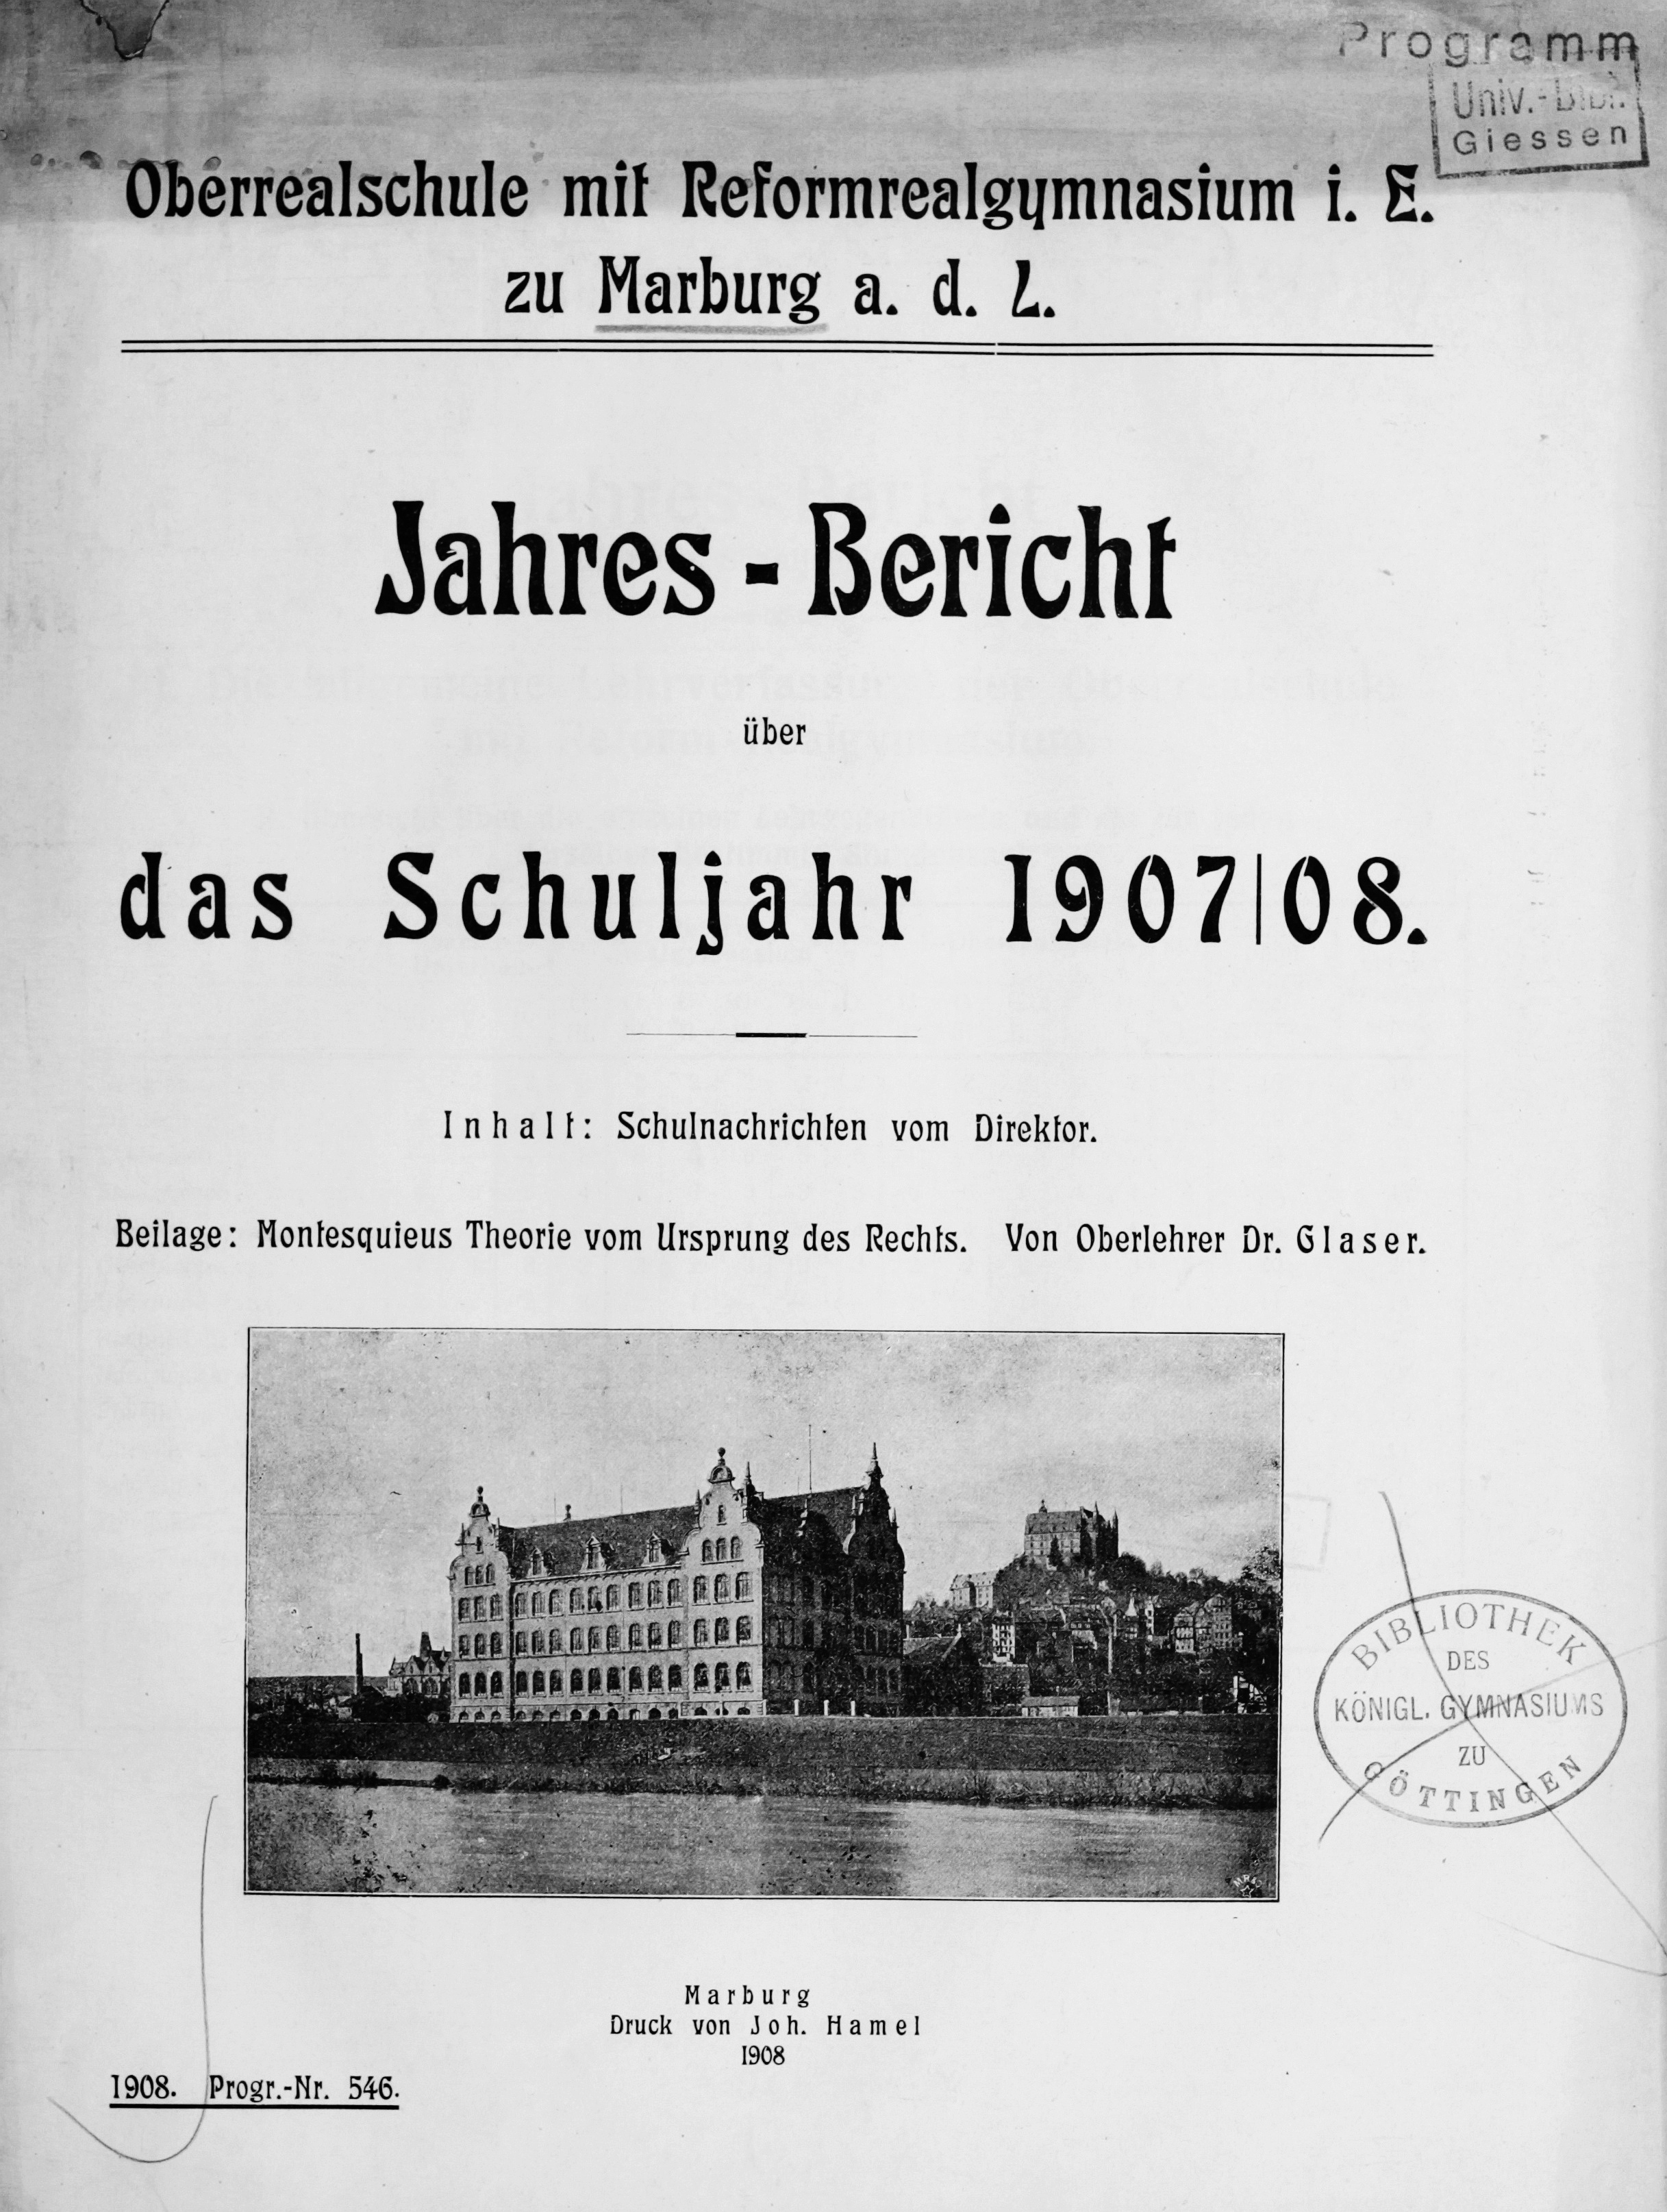 Programm
Univ.-Bibl.
Giessen
Oberrealschule mit Reformrealgymnasium i. E.
zu Marburg a. d. L.
Jahres-Bericht
über
das Schuljahr 1907|08.
Inhalt: Schulnachrichten vom Direktor.
Beilage: Montesquieus Theorie vom Ursprung des Rechts. Von Oberlehrer Dr. Glaser.
BIBLIOTHEK
DES
KÖNIGL. GYMNASIUMS
ZU
GÖTTINGEN
Marburg
Druck von Joh. Hamel
1908
1908. Progr.-Nr. 546.